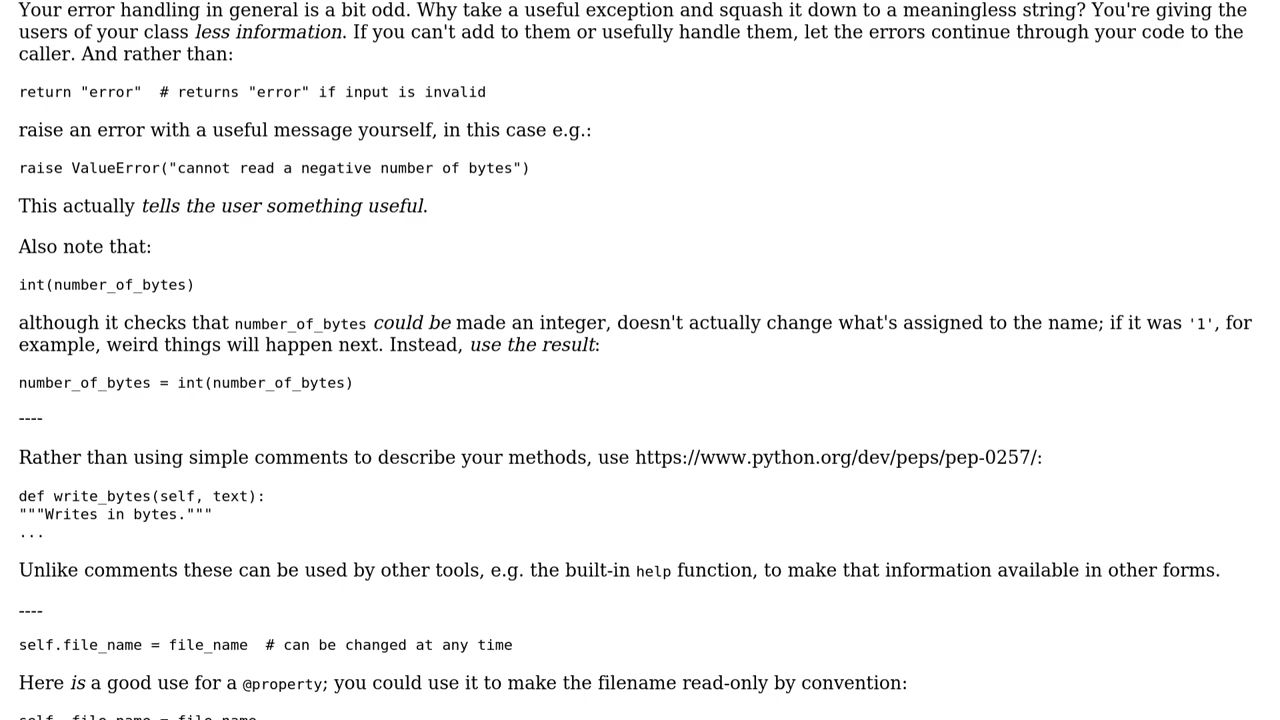 Your error handling in general is a bit odd. Why take a useful exception and squash it down to a meaningless string? You're giving the
users of your class less information. If you can't add to them or usefully handle them, let the errors continue through your code to the
caller. And rather than:
return "error"  # returns "error" if input is invalid
raise an error with a useful message yourself, in this case e.g.:
raise ValueError("cannot read a negative number of bytes")
This actually tells the user something useful.
Also note that:
int(number_of_bytes)
although it checks that number_of_bytes could be made an integer, doesn't actually change what's assigned to the name; if it was '1', for
example, weird things will happen next. Instead, use the result:
number_of_bytes = int(number_of_bytes)
----
Rather than using simple comments to describe your methods, use https://www.python.org/dev/peps/pep-0257/:
def write_bytes(self, text):
"""Writes in bytes."""
...
Unlike comments these can be used by other tools, e.g. the built-in help function, to make that information available in other forms.
----
self.file_name = file_name  # can be changed at any time
Here is a good use for a @property; you could use it to make the filename read-only by convention:
self._file_name = file_name